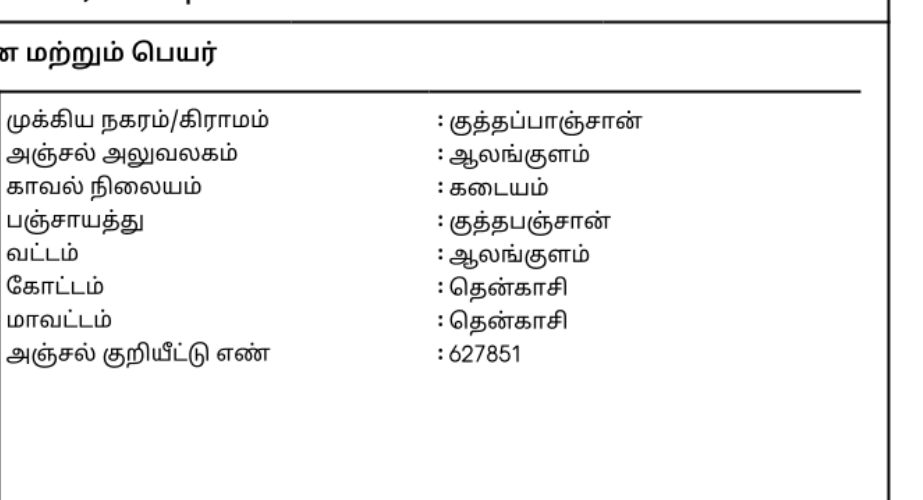 மற்றும் பெயர்
முக்கிய நகரம்/கிராமம் : குத்தப்பாஞ்சான்
அஞ்சல் அலுவலகம் : ஆலங்குளம்
காவல் நிலையம் : கடையம்
பஞ்சாயத்து : குத்தபஞ்சான்
வட்டம் : ஆலங்குளம்
கோட்டம் : தென்காசி
மாவட்டம் : தென்காசி
அஞ்சல் குறியீட்டு எண் : 627851